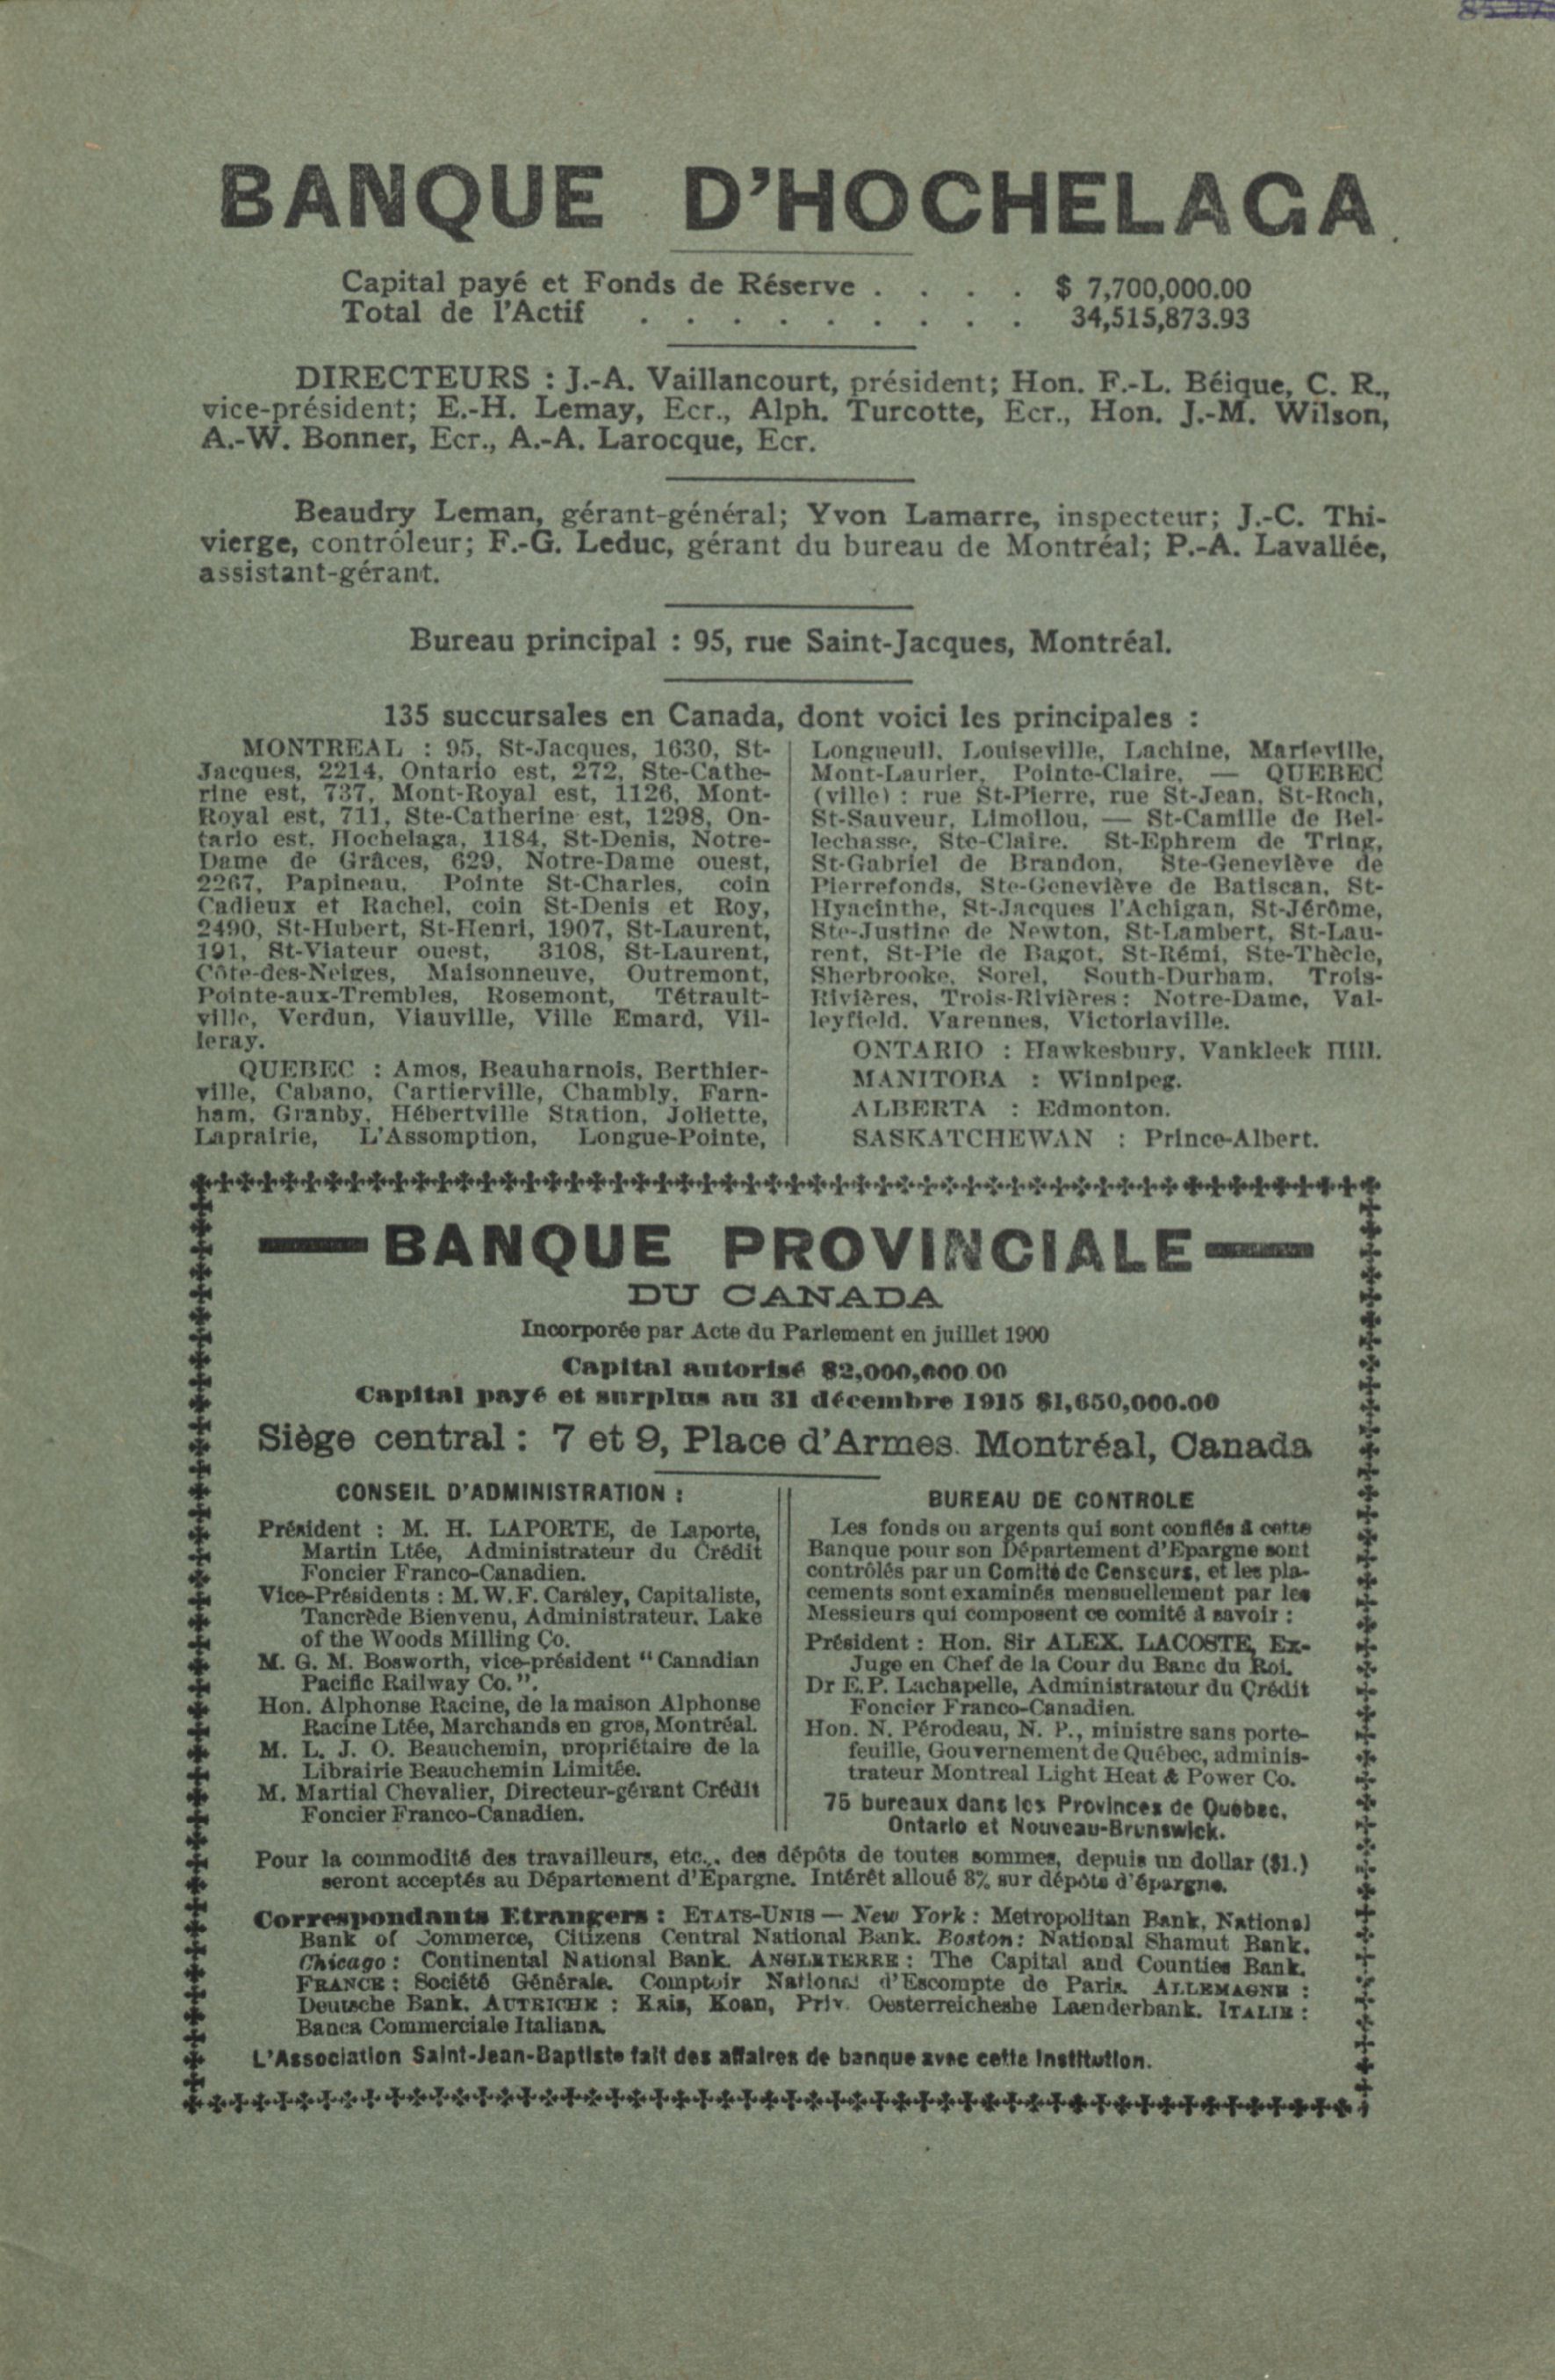 BANQUE D'HOCHELAGA
Capital payé et Fonds de Réserve . . . . $ 7,700,000.00
Total de l'Actif . . . . . . . . . 34,515,873.93
DIRECTEURS : J.-A. Vaillancourt, président; Hon. F.-L. Béique, C. R.,
vice-président; E.-H. Lemay, Ecr., Alph. Turcotte, Ecr., Hon. J.-M. Wilson,
A.-W. Bonner, Ecr., A.-A. Larocque, Ecr.
Beaudry Leman, gérant-général; Yvon Lamarre, inspecteur; J.-C. Thi-
vierge, contrôleur; F.-G. Leduc, gérant du bureau de Montréal; P.-A. Lavallée,
assistant-gérant.
Bureau principal : 95, rue Saint-Jacques, Montréal.
135 succursales en Canada, dont voici les principales :
MONTREAL : 95, St-Jacques, 1630, St-
Jacques, 2214, Ontario est, 272, Ste-Cathe-
rine est, 737, Mont-Royal est, 1126, Mont-
Royal est, 711, Ste-Catherine est, 1298, On-
tario est, Hochelaga, 1184, St-Denis, Notre-
Dame de Grâces, 629, Notre-Dame ouest,
2267, Papineau, Pointe St-Charles, coin
Cadieux et Rachel, coin St-Denis et Roy,
2490, St-Hubert, St-Henri, 1907, St-Laurent,
191, St-Viateur ouest, 3108, St-Laurent,
Côte-des-Neiges, Maisonneuve, Outremont,
Pointe-aux-Trembles, Rosemont, Tétrault-
ville, Verdun, Viauville, Ville Emard, Vil-
leray.
QUEBEC : Amos, Beauharnois, Berthier-
ville, Cabano, Cartierville, Chambly, Farn-
ham, Granby, Hébertville Station, Joliette,
Laprairie, L'Assomption, Longue-Pointe,
Longueuil, Louiseville, Lachine, Marieville,
Mont-Laurier, Pointe-Claire, — QUEBEC
(ville) : rue St-Pierre, rue St-Jean, St-Roch,
St-Sauveur, Limoilou, — St-Camille de Bel-
lechasse, Ste-Claire. St-Ephrem de Tring,
St-Gabriel de Brandon, Ste-Geneviève de
Pierrefonds, Ste-Geneviève de Batiscan, St-
Hyacinthe, St-Jacques l'Achigan, St-Jérôme,
Ste-Justine de Newton, St-Lambert, St-Lau-
rent, St-Pie de Bagot, St-Rémi, Ste-Thècle,
Sherbrooke, Sorel, South-Durham, Trois-
Rivières, Trois-Rivières: Notre-Dame, Val-
leyfield, Varennes, Victoriaville.
ONTARIO : Hawkesbury, Vankleek Hill.
MANITOBA : Winnipeg.
ALBERTA : Edmonton.
SASKATCHEWAN : Prince-Albert.
BANQUE PROVINCIALE
DU CANADA
Incorporée par Acte du Parlement en juillet 1900
Capital autorisé $2,000,000.00
Capital payé et surplus au 31 décembre 1915 $1,650,000.00
Siège central : 7 et 9, Place d'Armes. Montréal, Canada
CONSEIL D'ADMINISTRATION :
Président : M. H. LAPORTE, de Laporte,
Martin Ltée, Administrateur du Crédit
Foncier Franco-Canadien.
Vice-Présidents : M. W. F. Carsley, Capitaliste,
Tancrède Bienvenu, Administrateur. Lake
of the Woods Milling Co.
M. G. M. Bosworth, vice-président "Canadian
Pacific Railway Co.".
Hon. Alphonse Racine, de la maison Alphonse
Racine Ltée, Marchands en gros, Montréal.
M. L. J. O. Beauchemin, propriétaire de la
Librairie Beauchemin Limitée.
M. Martial Chevalier, Directeur-gérant Crédit
Foncier Franco-Canadien.
BUREAU DE CONTROLE
Les fonds ou argents qui sont confiés à cette
Banque pour son Département d'Epargne sont
contrôlés par un Comité de Censeurs, et les pla-
cements sont examinés mensuellement par les
Messieurs qui composent ce comité à savoir :
Président : Hon. Sir ALEX. LACOSTE, Ex-
Juge en Chef de la Cour du Banc du Roi.
Dr E. P. Lachapelle, Administrateur du Crédit
Foncier Franco-Canadien.
Hon. N. Pérodeau, N. P., ministre sans porte-
feuille, Gouvernement de Québec, adminis-
trateur Montreal Light Heat & Power Co.
75 bureaux dans les Provinces de Québec,
Ontario et Nouveau-Brunswick.
Pour la commodité des travailleurs, etc., des dépôts de toutes sommes, depuis un dollar ($1.)
seront acceptés au Département d'Epargne. Intérêt alloué 3% sur dépôts d'épargne.
Correspondants Etrangers : ETATS-UNIS — New York : Metropolitan Bank, National
Bank of Commerce, Citizens Central National Bank. Boston: National Shamut Bank.
Chicago : Continental National Bank. ANGLETERRE : The Capital and Counties Bank.
FRANCE : Société Générale. Comptoir National d'Escompte de Paris. ALLEMAGNE :
Deutsche Bank. AUTRICHE : Kais, Koan, Priv. Oesterreicheshe Laenderbank. ITALIE :
Banca Commerciale Italiana.
L'Association Saint-Jean-Baptiste fait des affaires de banque avec cette Institution.